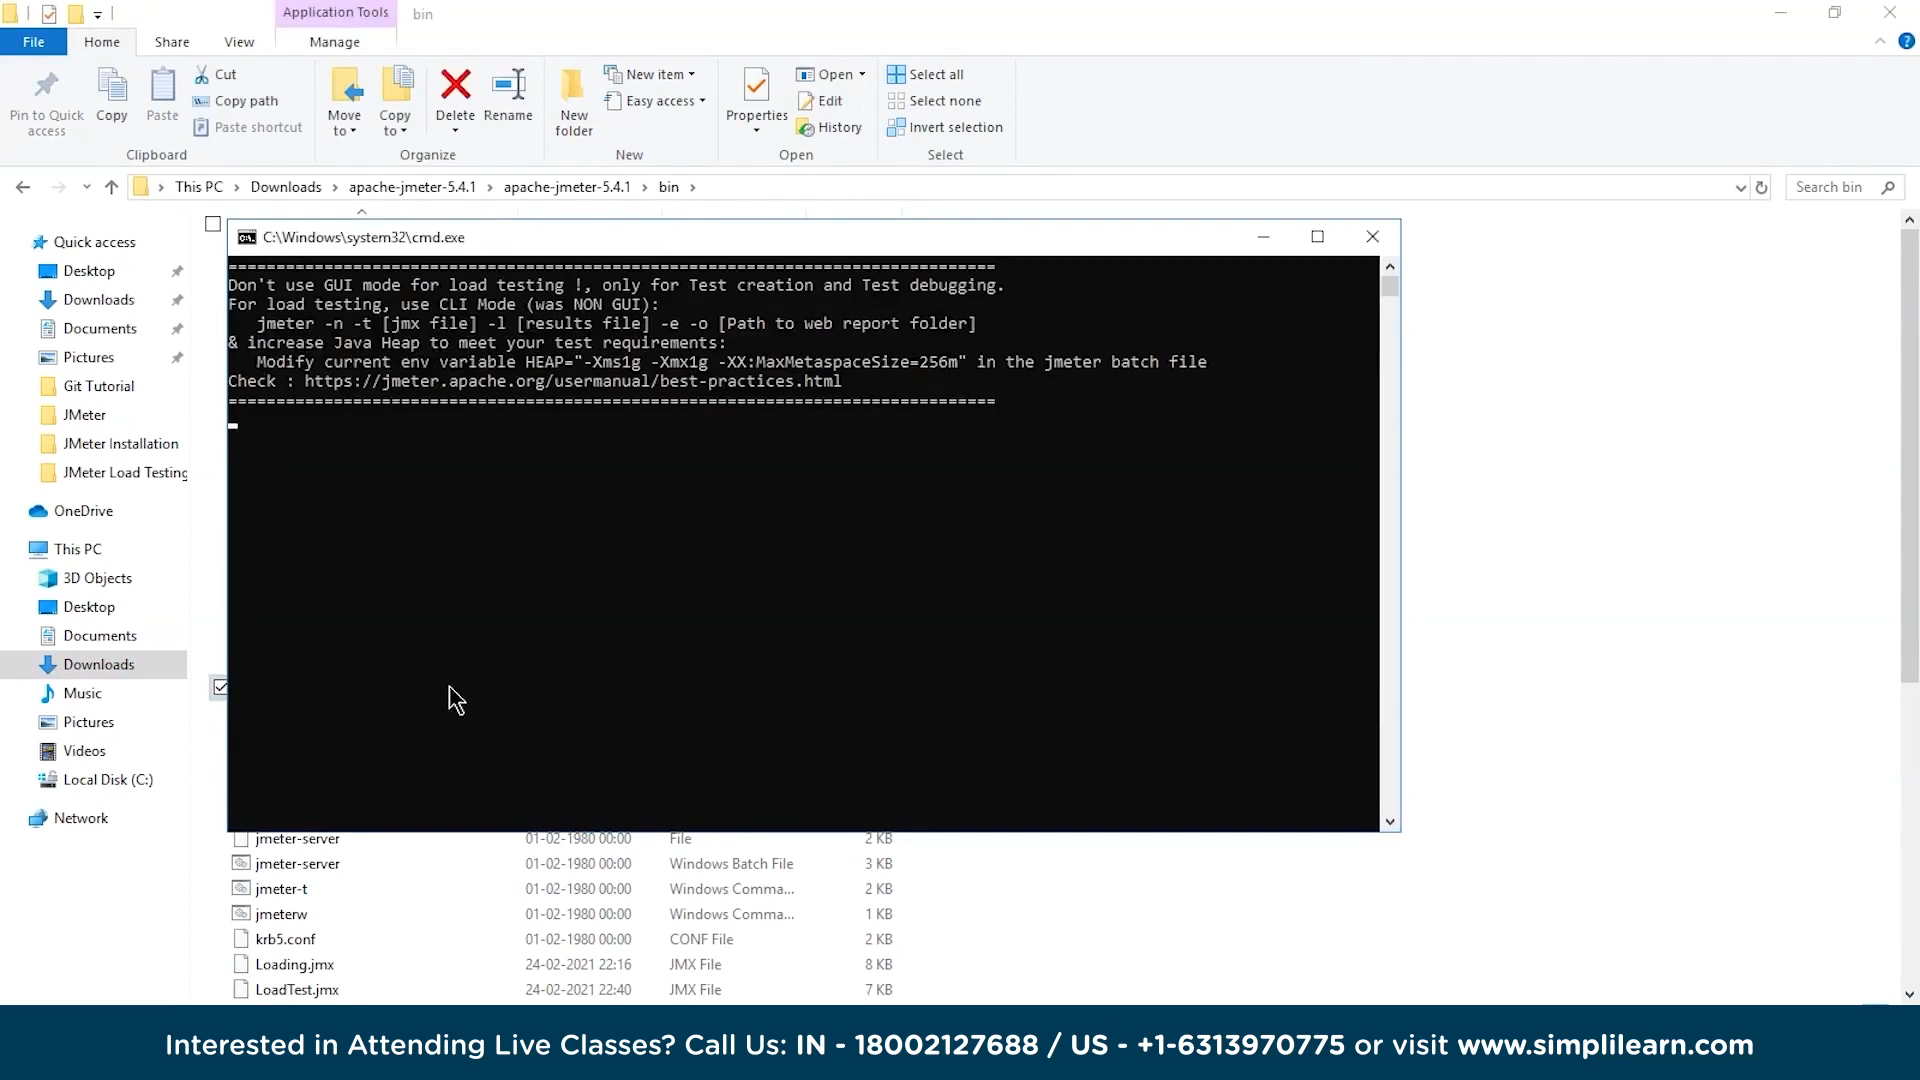 Application Tools
bin
File
Home
Share
View
Manage
Pin to Quick access
Copy
Paste
Cut
Copy path
Paste shortcut
Clipboard
Move to
Copy to
Delete
Rename
Organize
New folder
New item
Easy access
New
Properties
Open
Edit
History
Open
Select all
Select none
Invert selection
Select
This PC > Downloads > apache-jmeter-5.4.1 > apache-jmeter-5.4.1 > bin >
Search bin
Quick access
Desktop
Downloads
Documents
Pictures
Git Tutorial
JMeter
JMeter Installation
JMeter Load Testing
OneDrive
This PC
3D Objects
Desktop
Documents
Downloads
Music
Pictures
Videos
Local Disk (C:)
Network
C:\Windows\system32\cmd.exe
================================================================================
Don't use GUI mode for load testing !, only for Test creation and Test debugging.
For load testing, use CLI Mode (was NON GUI):
   jmeter -n -t [jmx file] -l [results file] -e -o [Path to web report folder]
& increase Java Heap to meet your test requirements:
   Modify current env variable HEAP="-Xms1g -Xmx1g -XX:MaxMetaspaceSize=256m" in the jmeter batch file
Check : https://jmeter.apache.org/usermanual/best-practices.html
================================================================================
jmeter-server 01-02-1980 00:00 File 2 KB
jmeter-server 01-02-1980 00:00 Windows Batch File 3 KB
jmeter-t 01-02-1980 00:00 Windows Comma... 2 KB
jmeterw 01-02-1980 00:00 Windows Comma... 1 KB
krb5.conf 01-02-1980 00:00 CONF File 2 KB
Loading.jmx 24-02-2021 22:16 JMX File 8 KB
LoadTest.jmx 24-02-2021 22:40 JMX File 7 KB
Interested in Attending Live Classes? Call Us: IN - 18002127688 / US - +1-6313970775 or visit www.simplilearn.com